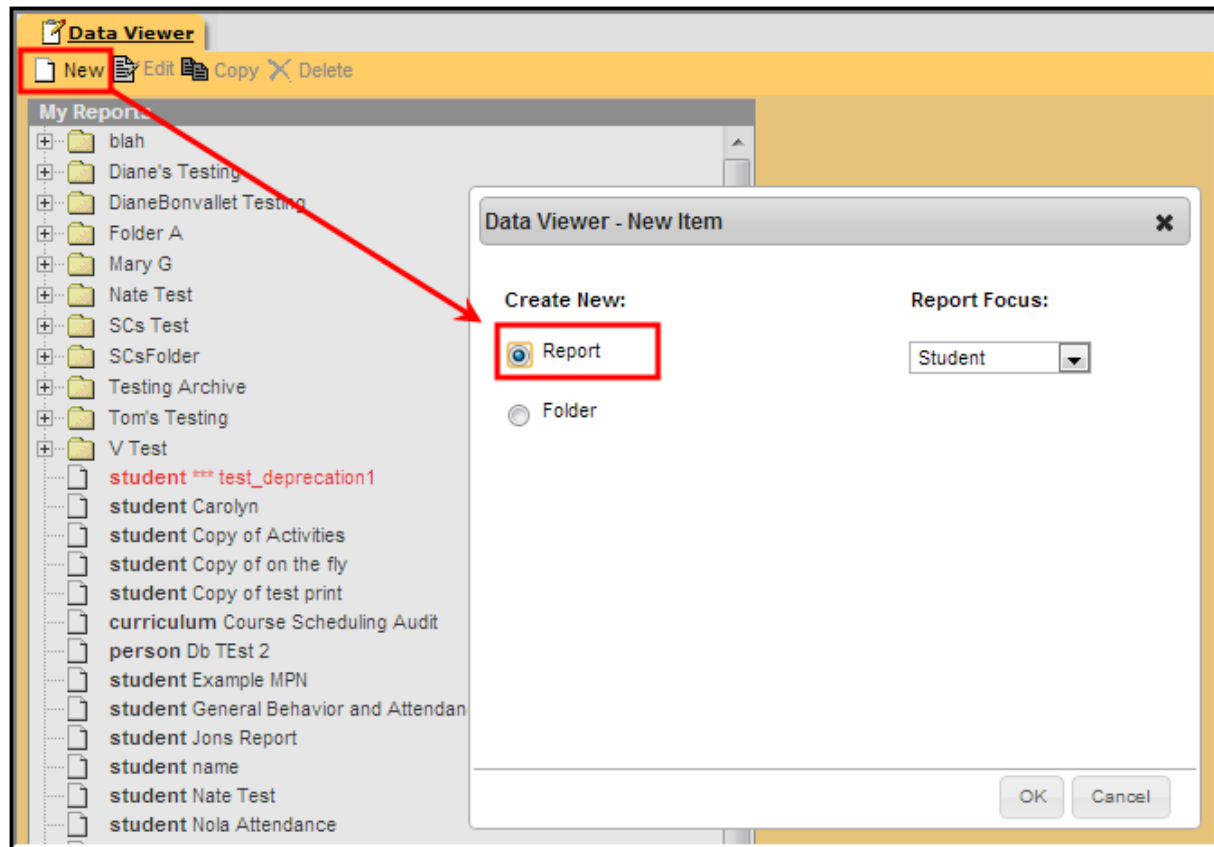 Data Viewer
New Edit Copy Delete
My Reports
blah
Diane's Testing
DianeBonvallet Testing
Folder A
Mary G
Nate Test
SCs Test
SCsFolder
Testing Archive
Tom's Testing
V Test
student *** test_deprecation1
student Carolyn
student Copy of Activities
student Copy of on the fly
student Copy of test print
curriculum Course Scheduling Audit
person Db TEst 2
student Example MPN
student General Behavior and Attendan
student Jons Report
student name
student Nate Test
student Nola Attendance
Data Viewer - New Item
Create New: Report Focus:
Report Student
Folder
OK Cancel